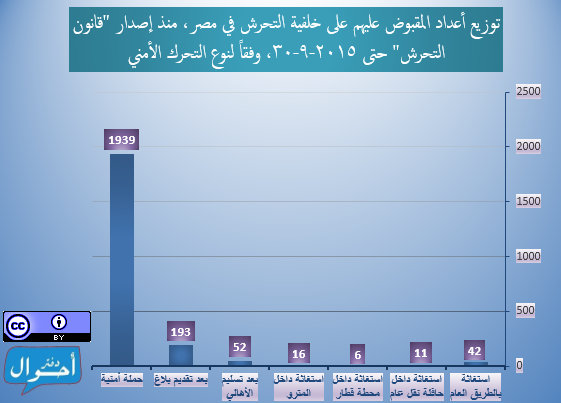 توزيع أعداد المقبوض عليهم على خلفية التحرش في مصر، منذ إصدار "قانون
التحرش" حتى ٢٠١٥-٩-٣٠، وفقاً لنوع التحرك الأمني
2500
2000
1500
1000
500
0
42
11
6
16
52
193
1939
استغاثة
بالطريق العام
استغاثة داخل
حافلة نقل عام
استغاثة داخل
محطة قطار
استغاثة داخل
المترو
بعد تسليم
الأهالي
بعد تقديم بلاغ
حملة أمنية
cc
BY
دفتر
أحوال